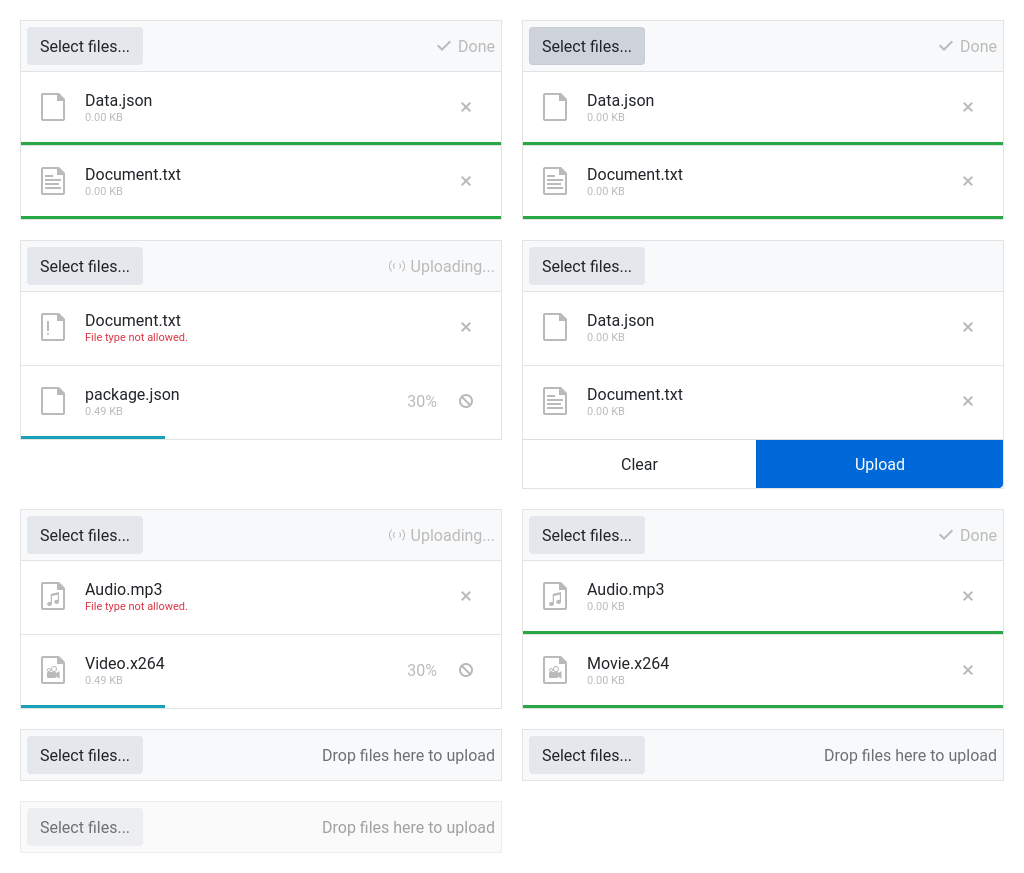 Select files...
Done
Data.json
0.00 KB
Document.txt
0.00 KB
Select files...
Done
Data.json
0.00 KB
Document.txt
0.00 KB
Select files...
Uploading...
Document.txt
File type not allowed.
package.json
0.49 KB
30%
Select files...
Data.json
0.00 KB
Document.txt
0.00 KB
Clear
Upload
Select files...
Uploading...
Audio.mp3
File type not allowed.
Video.x264
0.49 KB
30%
Select files...
Done
Audio.mp3
0.00 KB
Movie.x264
0.00 KB
Select files...
Drop files here to upload
Select files...
Drop files here to upload
Select files...
Drop files here to upload